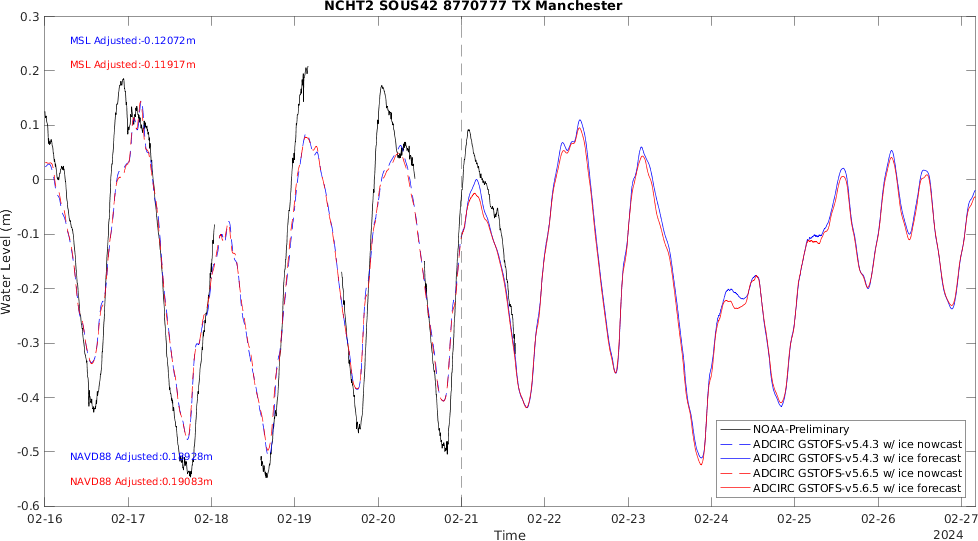 NCHT2 SOUS42 8770777 TX Manchester
0.3
0.2
0.1
0
-0.1
-0.2
-0.3
-0.4
-0.5
-0.6
Water Level (m)
MSL Adjusted:-0.12072m
MSL Adjusted:-0.11917m
NAVD88 Adjusted:0.18928m
NAVD88 Adjusted:0.19083m
NOAA-Preliminary
ADCIRC GSTOFS-v5.4.3 w/ ice nowcast
ADCIRC GSTOFS-v5.4.3 w/ ice forecast
ADCIRC GSTOFS-v5.6.5 w/ ice nowcast
ADCIRC GSTOFS-v5.6.5 w/ ice forecast
02-16 02-17 02-18 02-19 02-20 02-21 02-22 02-23 02-24 02-25 02-26 02-27
Time
2024